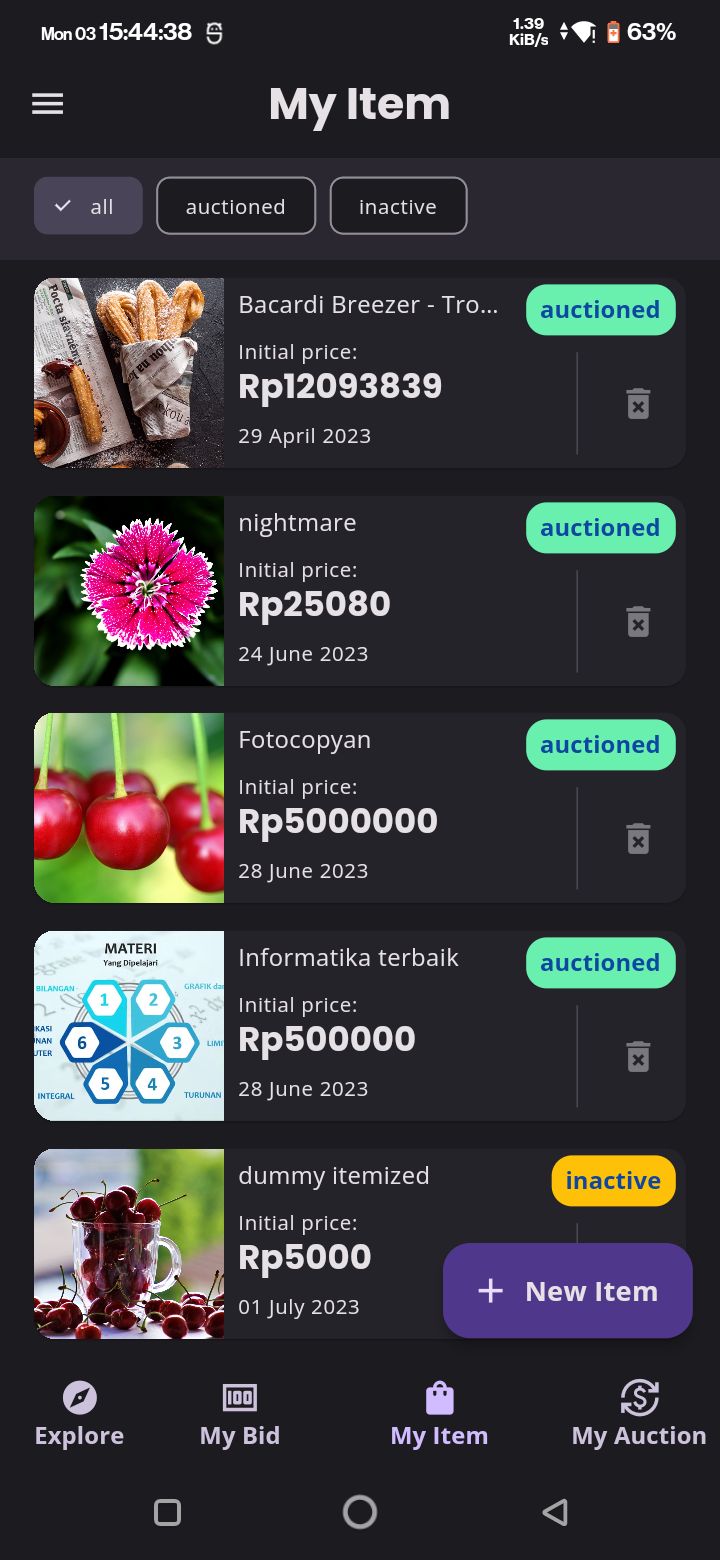 Mon 03 15:44:38
1.39
KiB/s
63%
My Item
all
auctioned
inactive
Bacardi Breezer - Tro...
auctioned
Initial price:
Rp12093839
29 April 2023
nightmare
auctioned
Initial price:
Rp25080
24 June 2023
Fotocopyan
auctioned
Initial price:
Rp5000000
28 June 2023
MATERI
Yang Dipelajari
BILANGAN
1
2
3
4
5
6
INTEGRAL
TURUNAN
Informatika terbaik
auctioned
Initial price:
Rp500000
28 June 2023
dummy itemized
inactive
Initial price:
Rp5000
01 July 2023
New Item
Explore
100
My Bid
My Item
My Auction